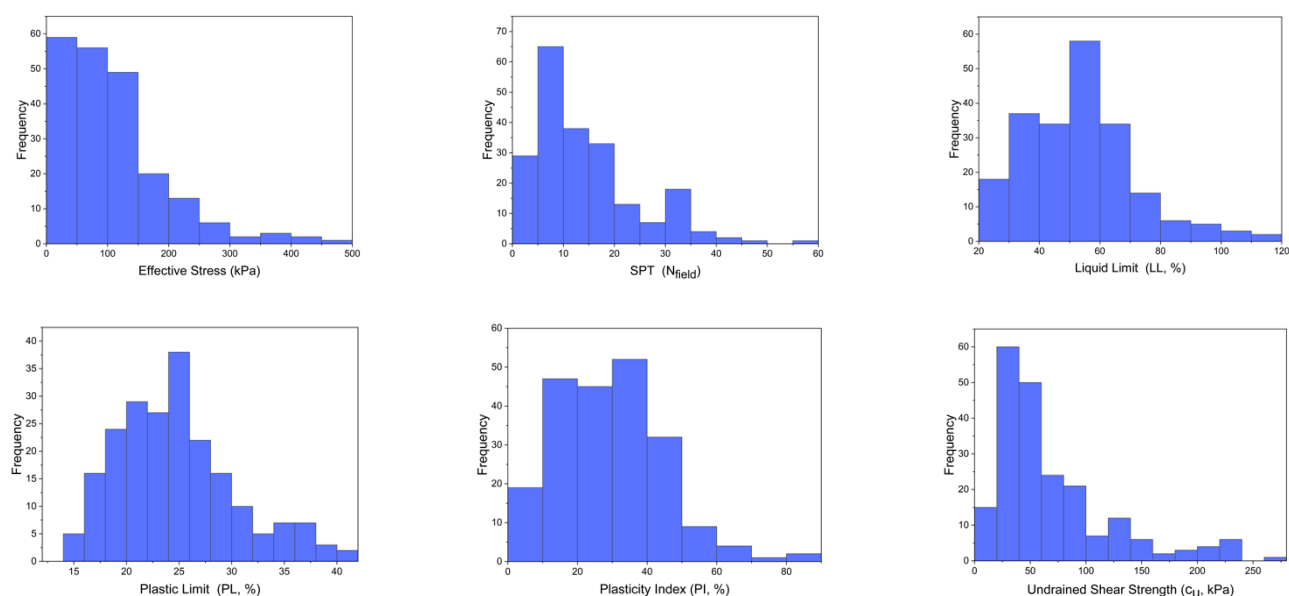 60
50
40
30
20
10
0
Frequency
0 100 200 300 400 500
Effective Stress (kPa)
70
60
50
40
30
20
10
0
Frequency
0 10 20 30 40 50 60
SPT (Nfield)
60
50
40
30
20
10
0
Frequency
20 40 60 80 100 120
Liquid Limit (LL, %)
40
35
30
25
20
15
10
5
0
Frequency
15 20 25 30 35 40
Plastic Limit (PL, %)
60
50
40
30
20
10
0
Frequency
0 20 40 60 80
Plasticity Index (PI, %)
60
50
40
30
20
10
0
Frequency
0 50 100 150 200 250
Undrained Shear Strength (cU, kPa)